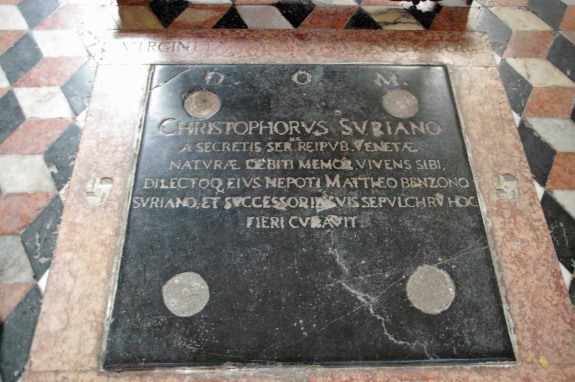 VIRGINI
D O M
CHRISTOPHORVS SVRIANO
A SECRETIS SER. REIPVB. VENETÆ
NATVRÆ DEBITI MEMOR VIVENS SIBI,
DILECTOQ EIVS NEPOTI MATTHEO BENZONO
SVRIANO, ET SVCCESSORIBVS SVIS SEPVLCHRV HOC
FIERI CVRAVIT.